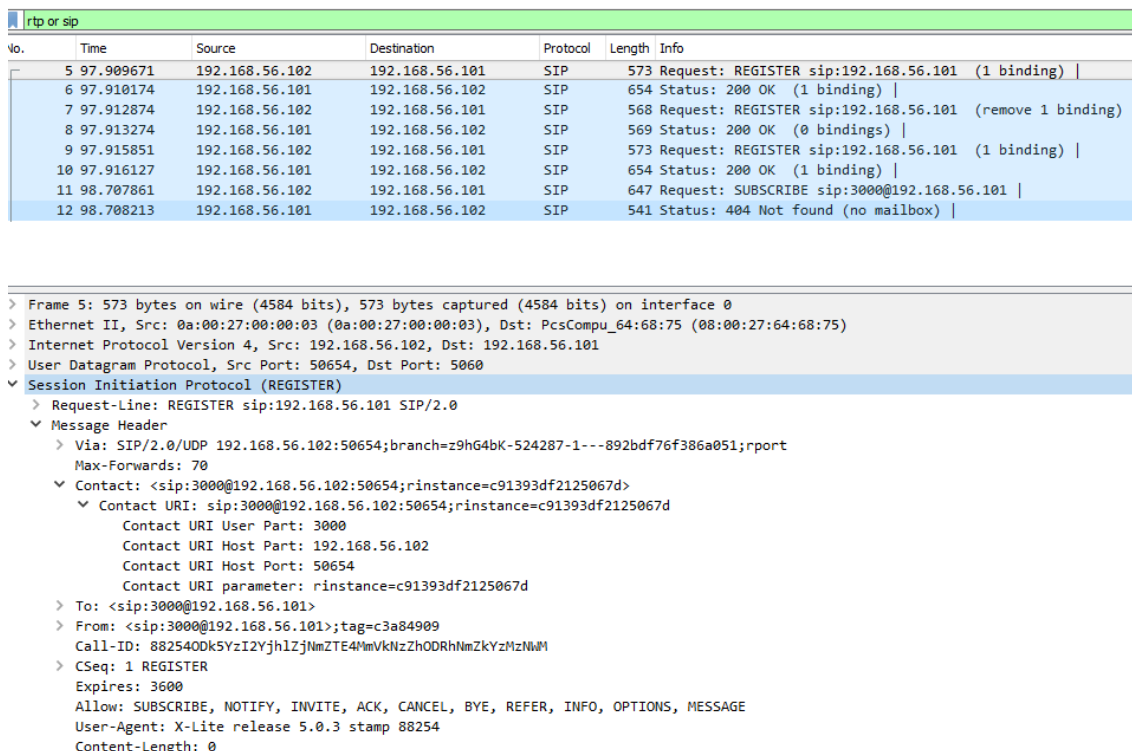 rtp or sip
No. Time Source Destination Protocol Length Info
5 97.909671 192.168.56.102 192.168.56.101 SIP 573 Request: REGISTER sip:192.168.56.101 (1 binding) |
6 97.910174 192.168.56.101 192.168.56.102 SIP 654 Status: 200 OK (1 binding) |
7 97.912874 192.168.56.102 192.168.56.101 SIP 568 Request: REGISTER sip:192.168.56.101 (remove 1 binding)
8 97.913274 192.168.56.101 192.168.56.102 SIP 569 Status: 200 OK (0 bindings) |
9 97.915851 192.168.56.102 192.168.56.101 SIP 573 Request: REGISTER sip:192.168.56.101 (1 binding) |
10 97.916127 192.168.56.101 192.168.56.102 SIP 654 Status: 200 OK (1 binding) |
11 98.707861 192.168.56.102 192.168.56.101 SIP 647 Request: SUBSCRIBE sip:3000@192.168.56.101 |
12 98.708213 192.168.56.101 192.168.56.102 SIP 541 Status: 404 Not found (no mailbox) |
Frame 5: 573 bytes on wire (4584 bits), 573 bytes captured (4584 bits) on interface 0
Ethernet II, Src: 0a:00:27:00:00:03 (0a:00:27:00:00:03), Dst: PcsCompu_64:68:75 (08:00:27:64:68:75)
Internet Protocol Version 4, Src: 192.168.56.102, Dst: 192.168.56.101
User Datagram Protocol, Src Port: 50654, Dst Port: 5060
Session Initiation Protocol (REGISTER)
Request-Line: REGISTER sip:192.168.56.101 SIP/2.0
Message Header
Via: SIP/2.0/UDP 192.168.56.102:50654;branch=z9hG4bK-524287-1---892bdf76f386a051;rport
Max-Forwards: 70
Contact: <sip:3000@192.168.56.102:50654;rinstance=c91393df2125067d>
Contact URI: sip:3000@192.168.56.102:50654;rinstance=c91393df2125067d
Contact URI User Part: 3000
Contact URI Host Part: 192.168.56.102
Contact URI Host Port: 50654
Contact URI parameter: rinstance=c91393df2125067d
To: <sip:3000@192.168.56.101>
From: <sip:3000@192.168.56.101>;tag=c3a84909
Call-ID: 88254ODk5YzI2YjhlZjNmZTE4MmVkNzZhODRhNmZkYzMzNWM
CSeq: 1 REGISTER
Expires: 3600
Allow: SUBSCRIBE, NOTIFY, INVITE, ACK, CANCEL, BYE, REFER, INFO, OPTIONS, MESSAGE
User-Agent: X-Lite release 5.0.3 stamp 88254
Content-Length: 0